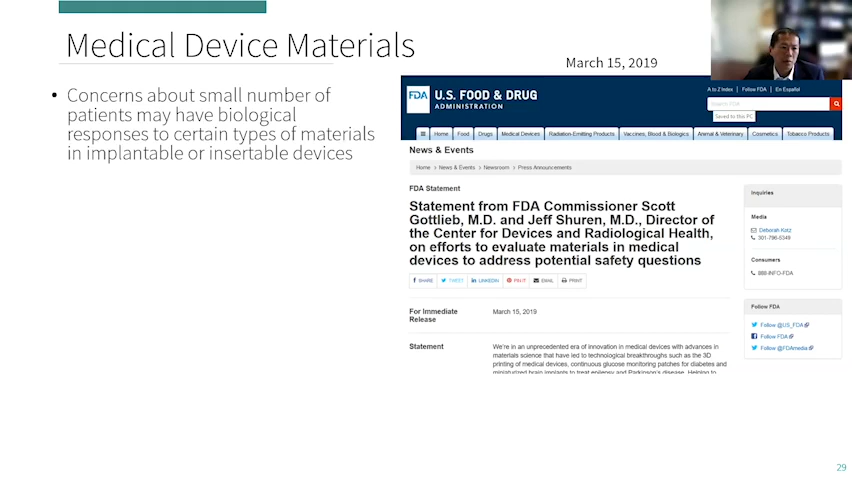 Medical Device Materials
March 15, 2019
• Concerns about small number of
patients may have biological
responses to certain types of materials
in implantable or insertable devices
FDA U.S. FOOD & DRUG
ADMINISTRATION
A to Z Index | Follow FDA | En Español
Search FDA
Saved to this PC
Home Food Drugs Medical Devices Radiation-Emitting Products Vaccines, Blood & Biologics Animal & Veterinary Cosmetics Tobacco Products
News & Events
Home > News & Events > Newsroom > Press Announcements
FDA Statement
Statement from FDA Commissioner Scott
Gottlieb, M.D. and Jeff Shuren, M.D., Director of
the Center for Devices and Radiological Health,
on efforts to evaluate materials in medical
devices to address potential safety questions
SHARE TWEET LINKEDIN PIN IT EMAIL PRINT
For Immediate
Release
March 15, 2019
Statement
We're in an unprecedented era of innovation in medical devices with advances in
materials science that have led to technological breakthroughs such as the 3D
printing of medical devices, continuous glucose monitoring patches for diabetes and
miniaturized brain implants to treat epilepsy and Parkinson's disease. Helping to
Inquiries
Media
Deborah Kotz
301-796-5349
Consumers
888-INFO-FDA
Follow FDA
Follow @US_FDA
Follow FDA
Follow @FDAmedia
29